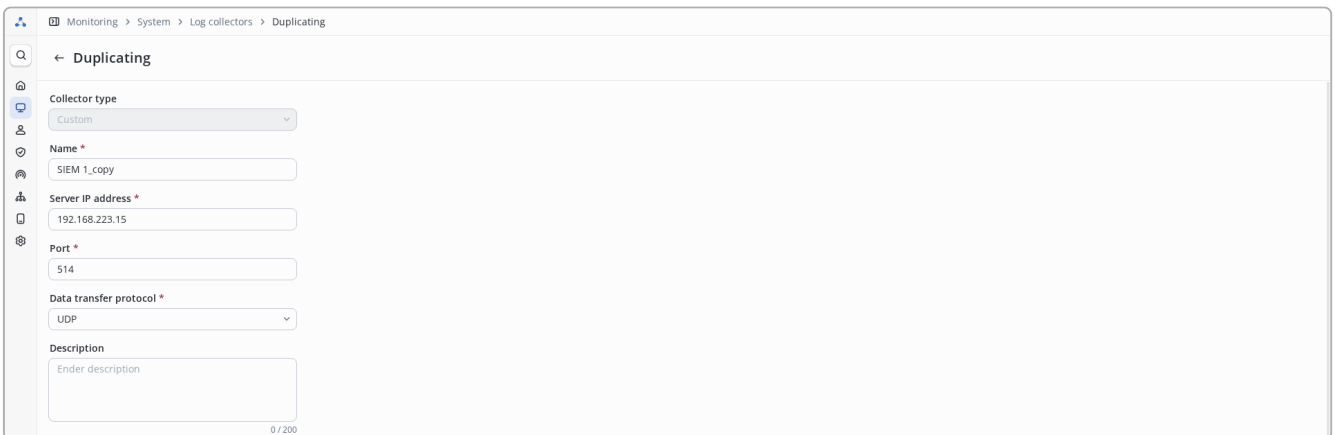 Monitoring > System > Log collectors > Duplicating
← Duplicating
Collector type
Custom
Name *
SIEM 1_copy
Server IP address *
192.168.223.15
Port *
514
Data transfer protocol *
UDP
Description
Ender description
0 / 200